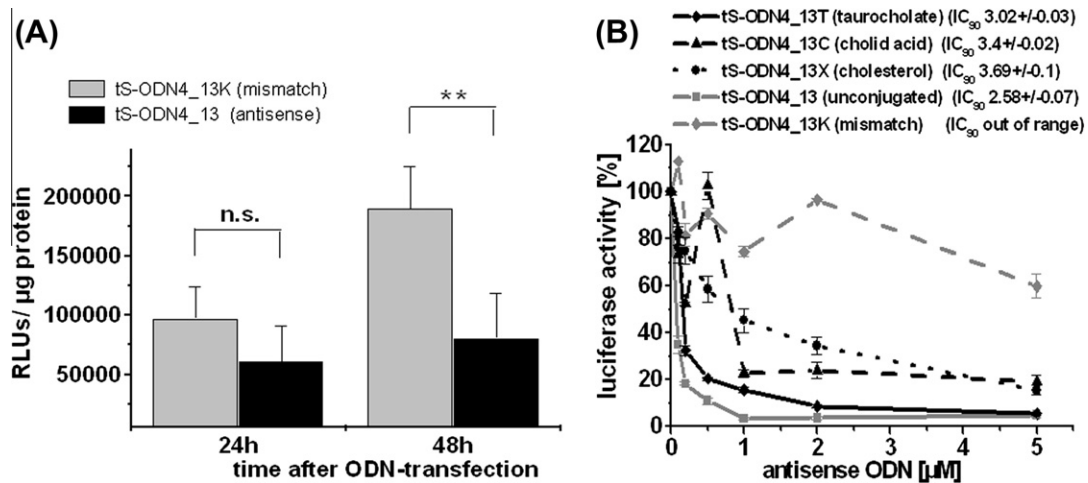 (A)
tS-ODN4_13K (mismatch)
tS-ODN4_13 (antisense)
RLUs/ µg protein
200000
150000
100000
50000
n.s.
**
24h
48h
time after ODN-transfection
(B)
tS-ODN4_13T (taurocholate) (IC90 3.02+/-0.03)
tS-ODN4_13C (cholid acid) (IC90 3.4+/-0.02)
tS-ODN4_13X (cholesterol) (IC90 3.69+/-0.1)
tS-ODN4_13 (unconjugated) (IC90 2.58+/-0.07)
tS-ODN4_13K (mismatch) (IC90 out of range)
luciferase activity [%]
120
100
80
60
40
20
0
0 1 2 3 4 5
antisense ODN [µM]